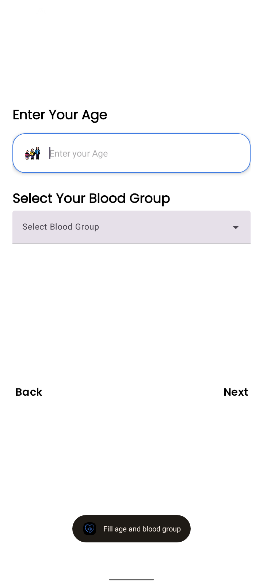 Enter Your Age
Enter your Age
Select Your Blood Group
Select Blood Group
Back
Next
Fill age and blood group